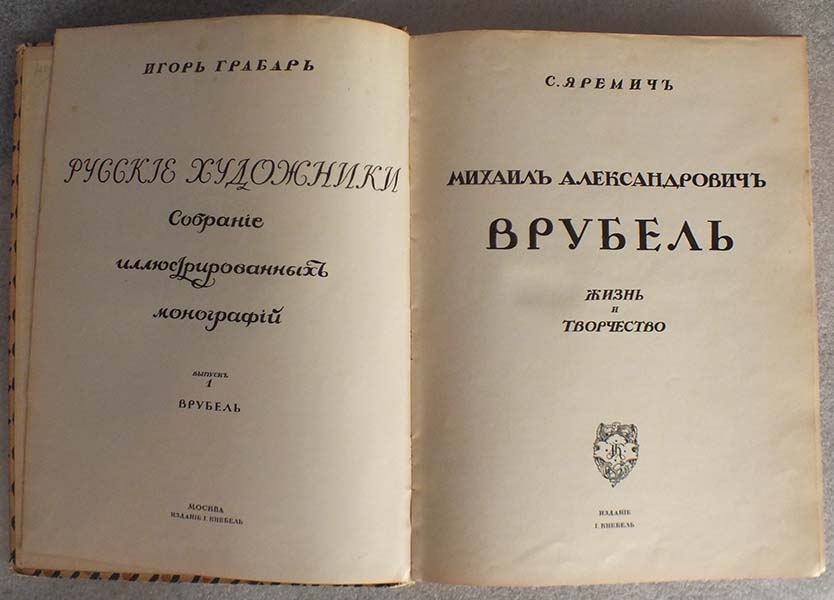 ИГОРЬ ГРАБАРЬ
РУССКІЕ ХУДОЖНИКИ
Собраніе
иллюстрированныхъ
монографій
ВЫПУСКЪ
1
ВРУБЕЛЬ
МОСКВА
ИЗДАНІЕ І. КНЕБЕЛЬ
С. ЯРЕМИЧЪ
МИХАИЛЪ АЛЕКСАНДРОВИЧЪ
ВРУБЕЛЬ
ЖИЗНЬ
И
ТВОРЧЕСТВО
ИЗДАНІЕ
І. КНЕБЕЛЬ